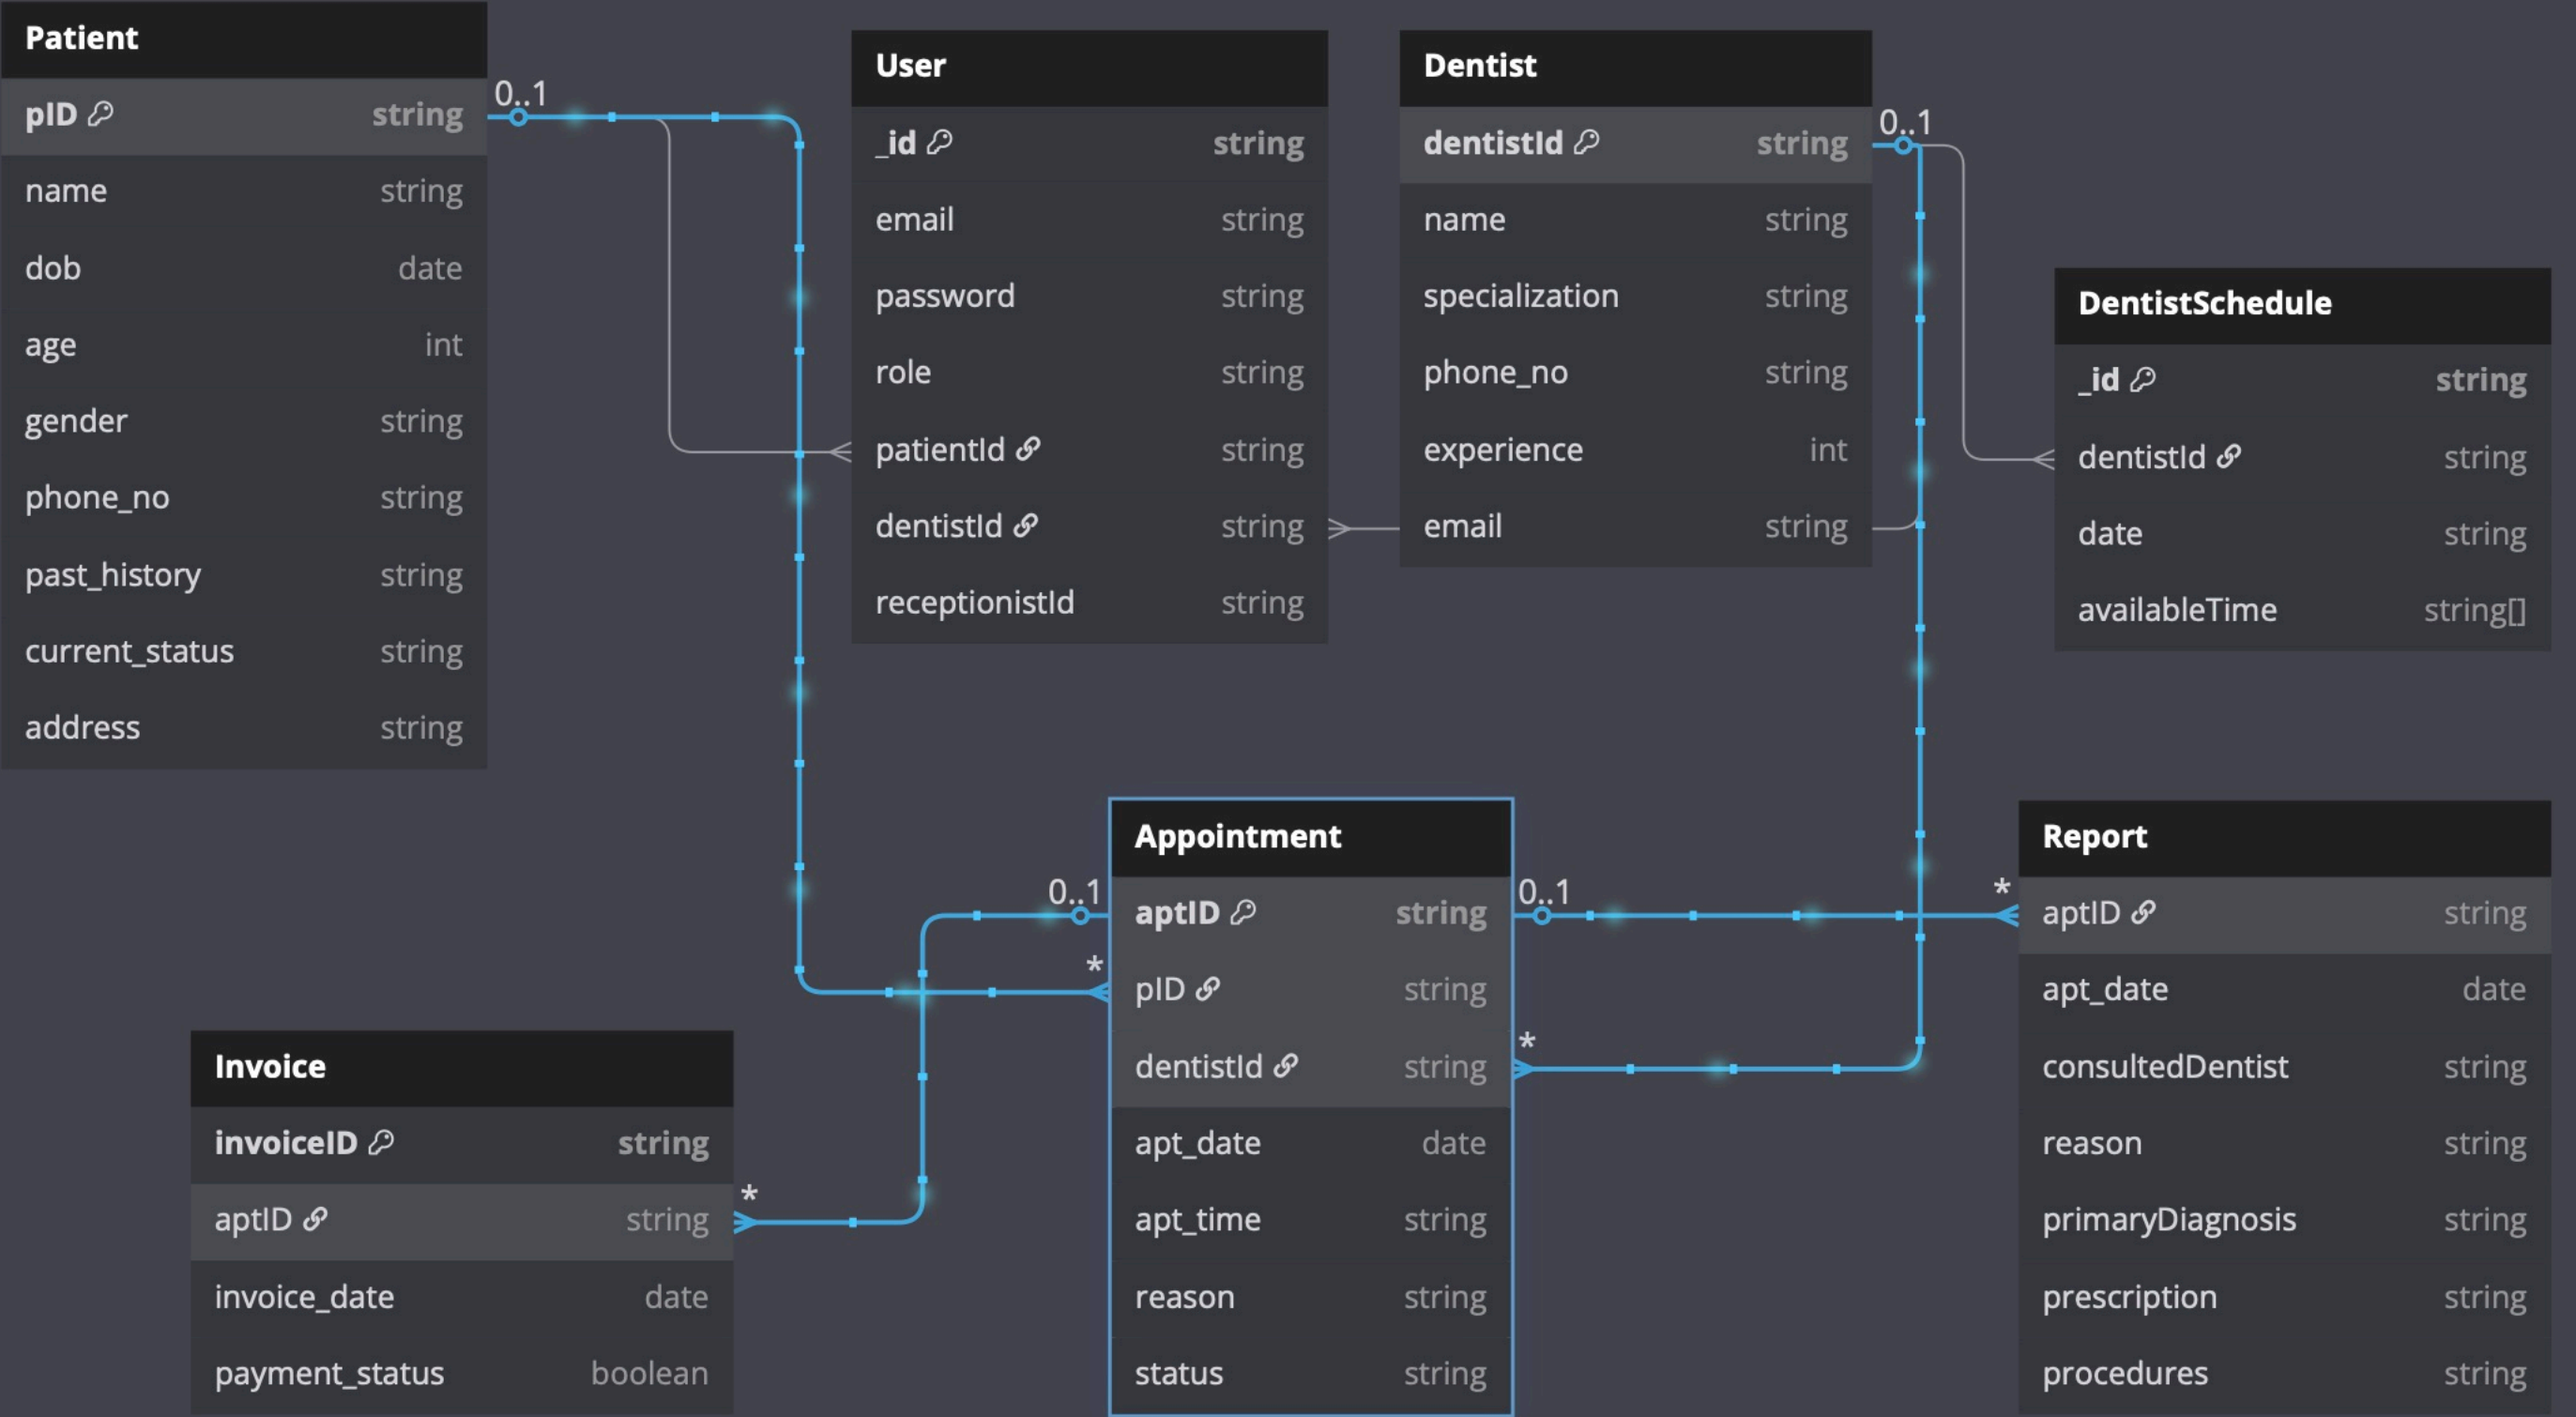 Patient
pID string
name string
dob date
age int
gender string
phone_no string
past_history string
current_status string
address string
0..1
User
_id string
email string
password string
role string
patientId string
dentistId string
receptionistId string
Dentist
dentistId string
name string
specialization string
phone_no string
experience int
email string
0..1
DentistSchedule
_id string
dentistId string
date string
availableTime string[]
Invoice
invoiceID string
aptID string
invoice_date date
payment_status boolean
*
0..1
*
Appointment
aptID string
pID string
dentistId string
apt_date date
apt_time string
reason string
status string
0..1
*
*
Report
aptID string
apt_date date
consultedDentist string
reason string
primaryDiagnosis string
prescription string
procedures string